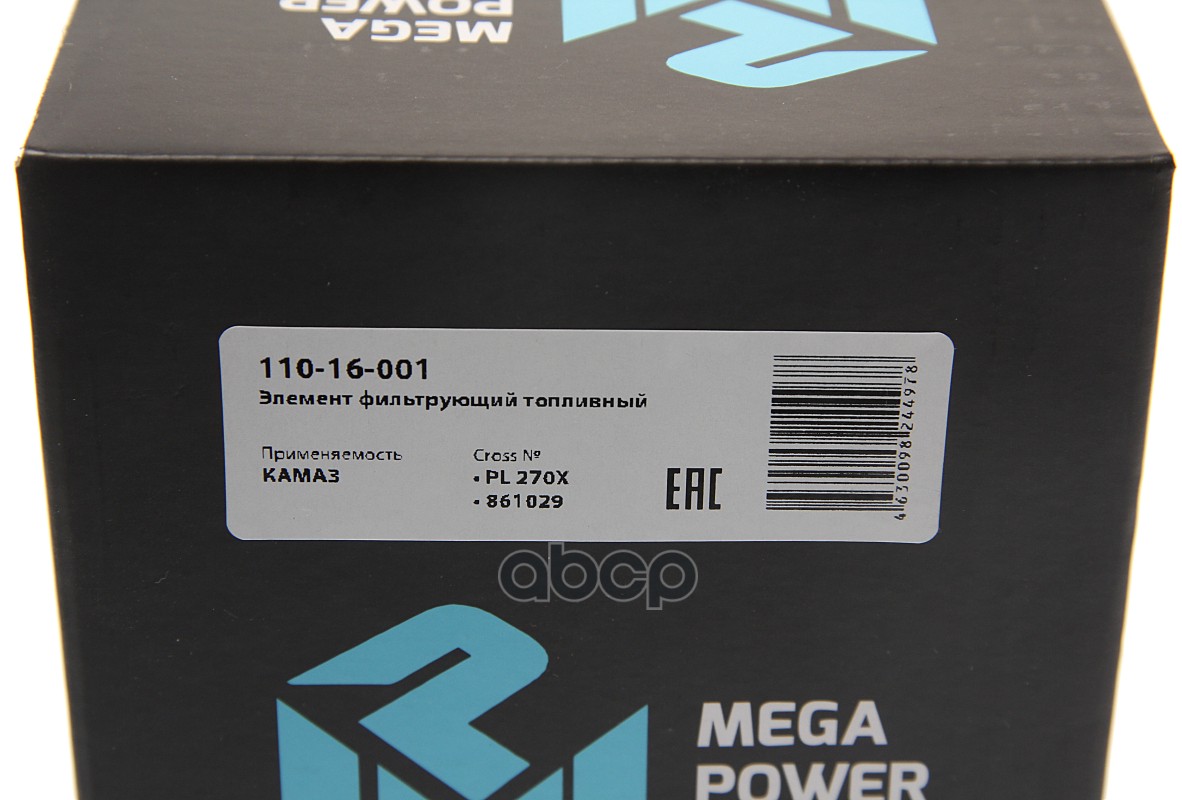 MEGA
POWER
110-16-001
Элемент фильтрующий топливный
Применяемость
КАМАЗ
Cross №
• PL 270X
• 861029
EAC
4630098244978
abcp
MEGA
POWER